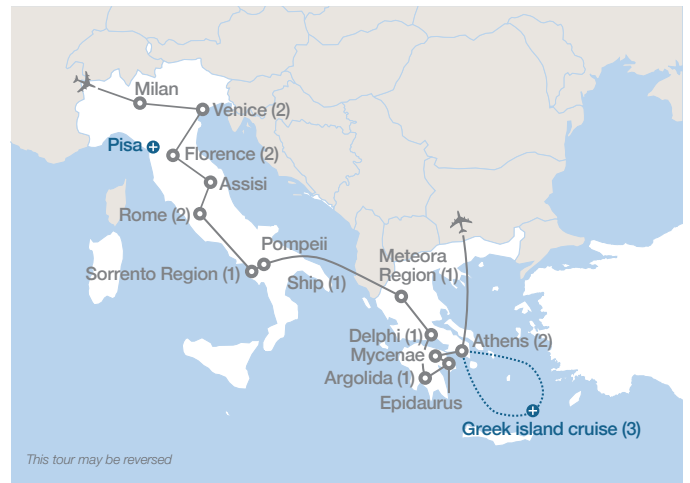 Milan
Venice (2)
Pisa
Florence (2)
Assisi
Rome (2)
Pompeii
Sorrento Region (1)
Ship (1)
Meteora
Region (1)
Delphi (1)
Athens (2)
Mycenae
Argolida (1)
Epidaurus
Greek island cruise (3)
This tour may be reversed